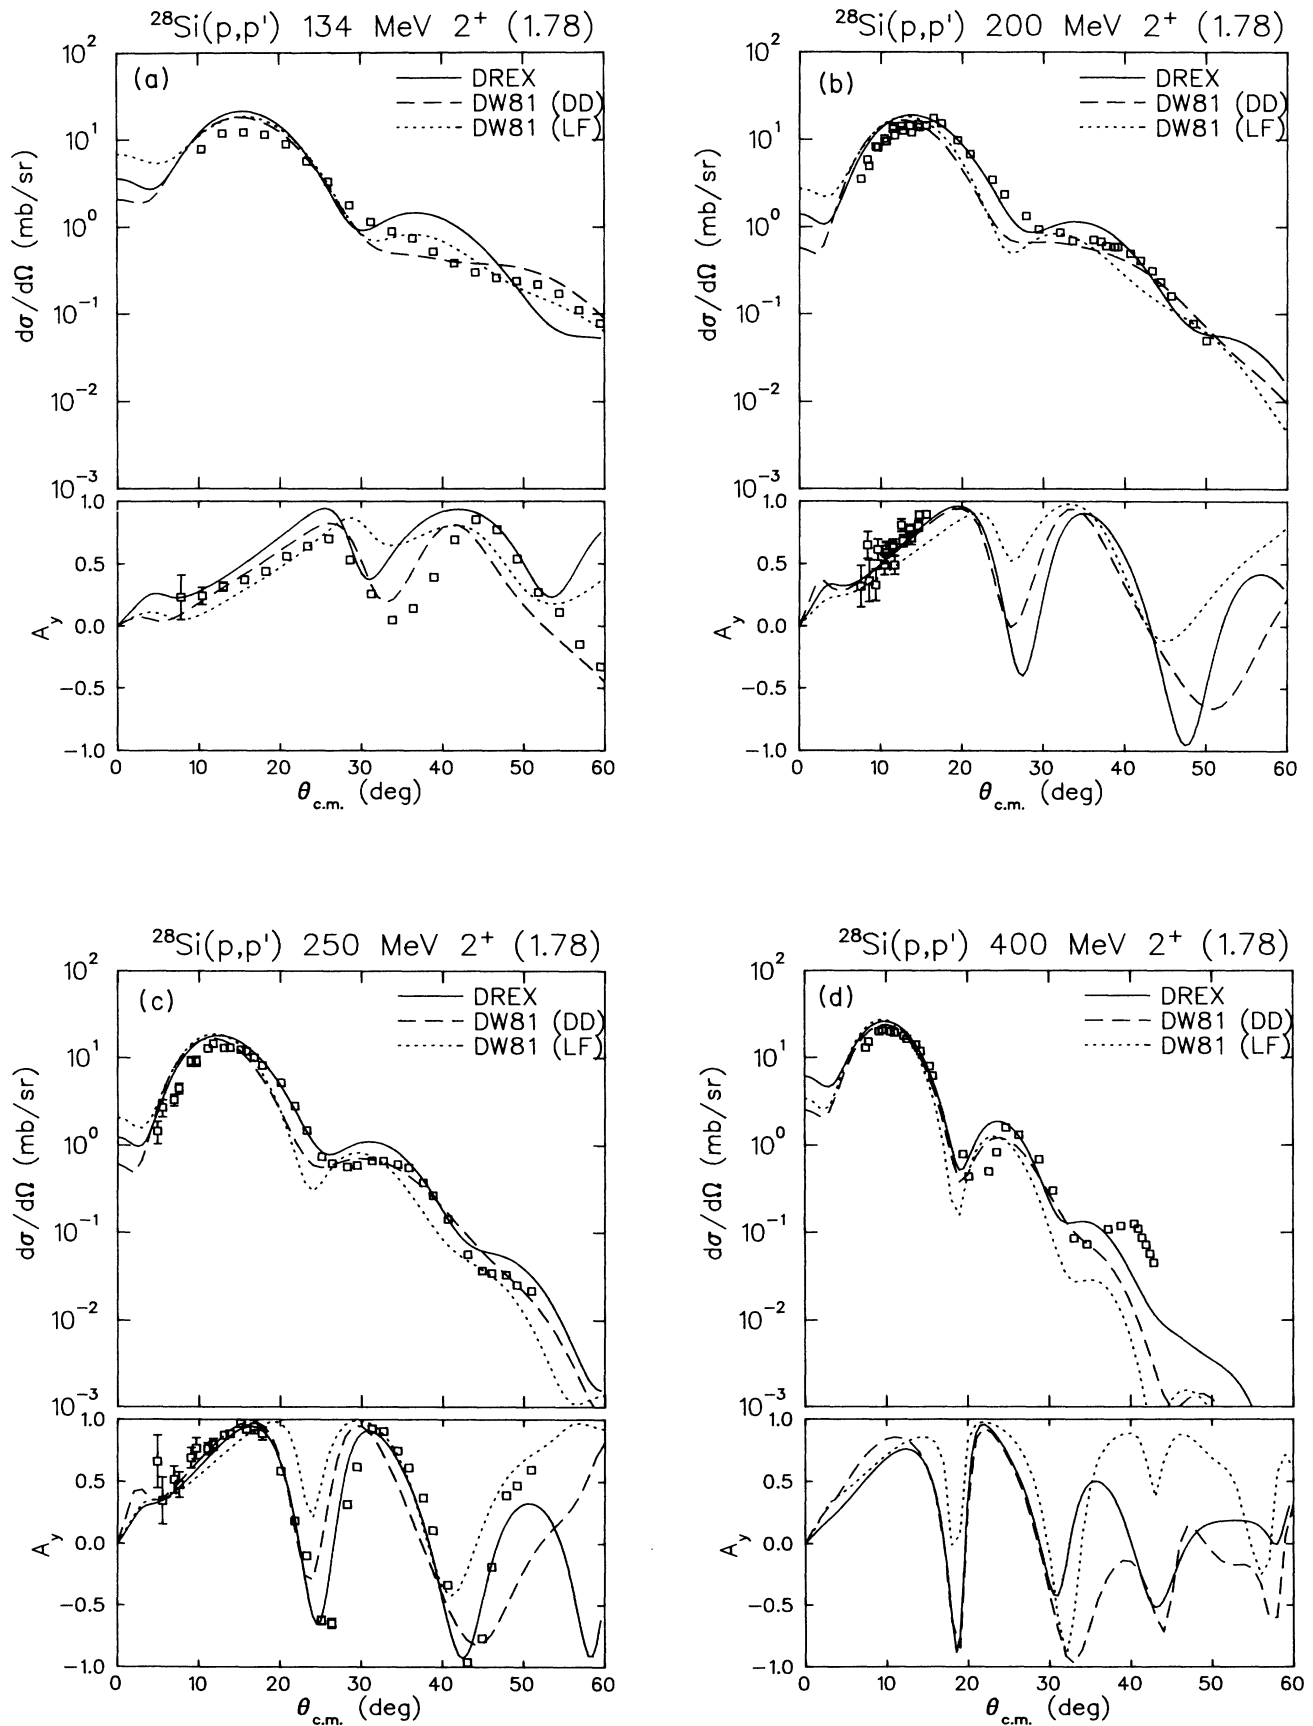 ²⁸Si(p,p') 134 MeV 2⁺ (1.78)
(a)
DREX
DW81 (DD)
DW81 (LF)
dσ/dΩ (mb/sr)
10²
10¹
10⁰
10⁻¹
10⁻²
10⁻³
A_y
1.0
0.5
0.0
−0.5
−1.0
0 10 20 30 40 50 60
θ_c.m. (deg)
²⁸Si(p,p') 200 MeV 2⁺ (1.78)
(b)
DREX
DW81 (DD)
DW81 (LF)
dσ/dΩ (mb/sr)
10²
10¹
10⁰
10⁻¹
10⁻²
10⁻³
A_y
1.0
0.5
0.0
−0.5
−1.0
0 10 20 30 40 50 60
θ_c.m. (deg)
²⁸Si(p,p') 250 MeV 2⁺ (1.78)
(c)
DREX
DW81 (DD)
DW81 (LF)
dσ/dΩ (mb/sr)
10²
10¹
10⁰
10⁻¹
10⁻²
10⁻³
A_y
1.0
0.5
0.0
−0.5
−1.0
0 10 20 30 40 50 60
θ_c.m. (deg)
²⁸Si(p,p') 400 MeV 2⁺ (1.78)
(d)
DREX
DW81 (DD)
DW81 (LF)
dσ/dΩ (mb/sr)
10²
10¹
10⁰
10⁻¹
10⁻²
10⁻³
A_y
1.0
0.5
0.0
−0.5
−1.0
0 10 20 30 40 50 60
θ_c.m. (deg)